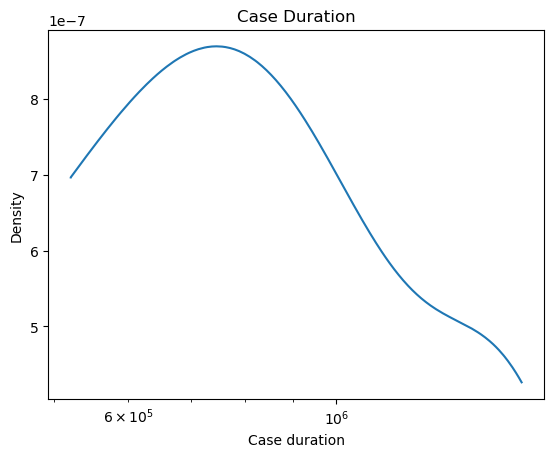 Case Duration
1e−7
8
7
6
5
Density
6 × 10⁵
10⁶
Case duration